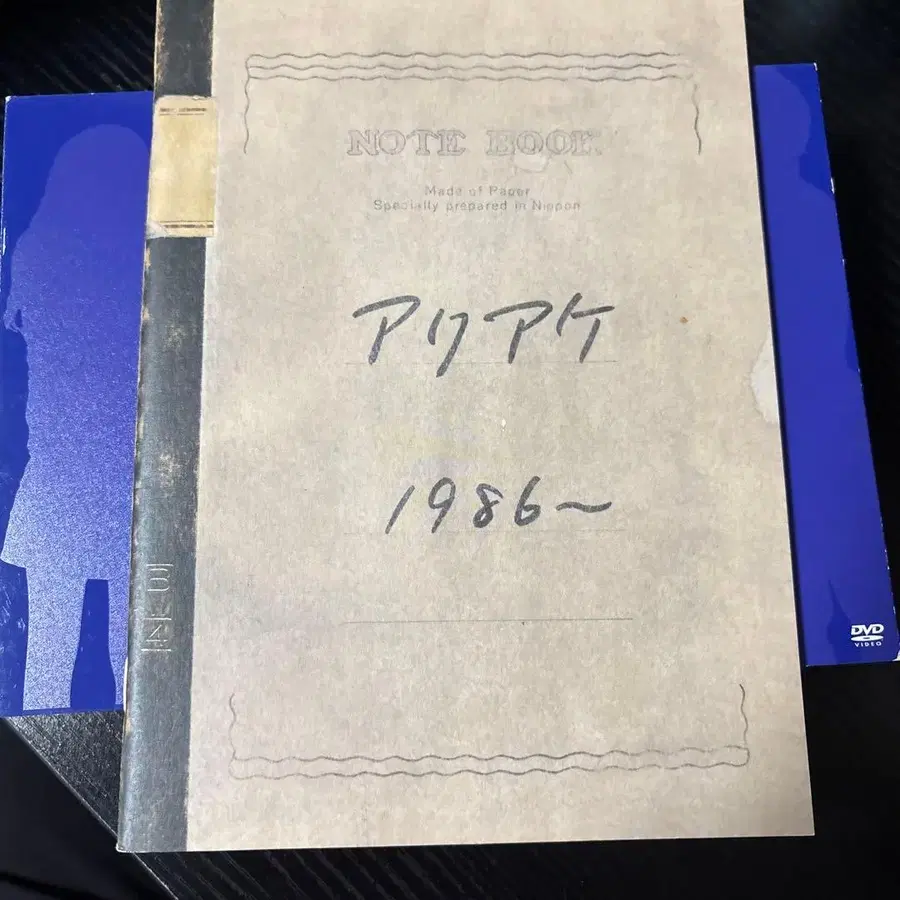 NOTE BOOK
Made of Paper
Specially prepared in Nippon
アリアケ
1986~
DVD
VIDEO